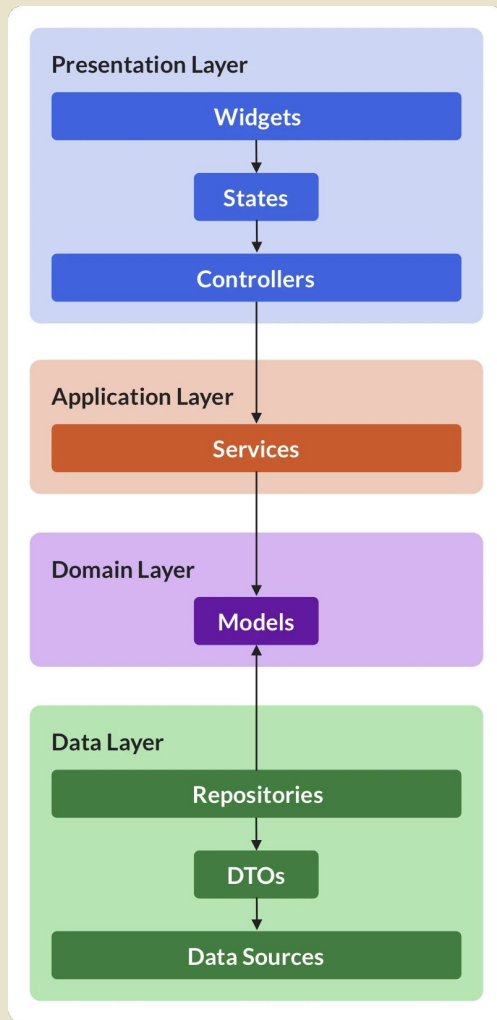 Presentation Layer
Widgets
States
Controllers
Application Layer
Services
Domain Layer
Models
Data Layer
Repositories
DTOs
Data Sources